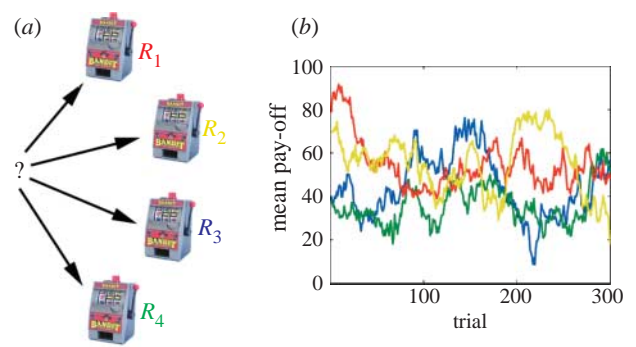 (a)
BANDIT
R1
BANDIT
R2
?
BANDIT
R3
BANDIT
R4
(b)
100
80
60
40
20
0
mean pay-off
100 200 300
trial